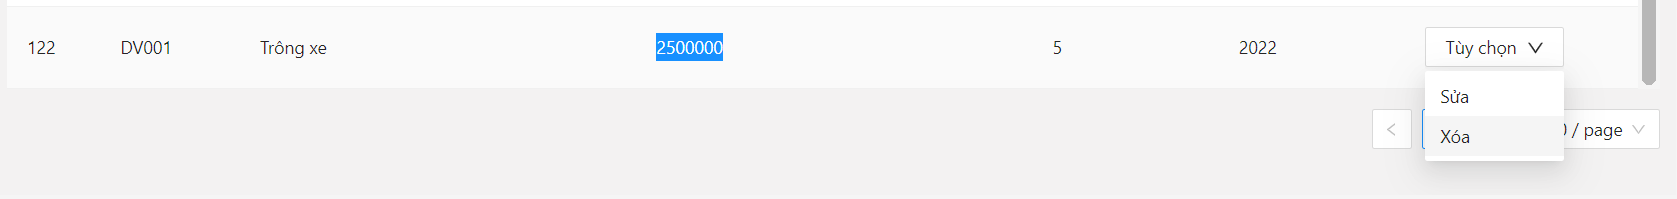 122 DV001 Trông xe 2500000 5 2022 Tùy chọn
Sửa
/ page
Xóa